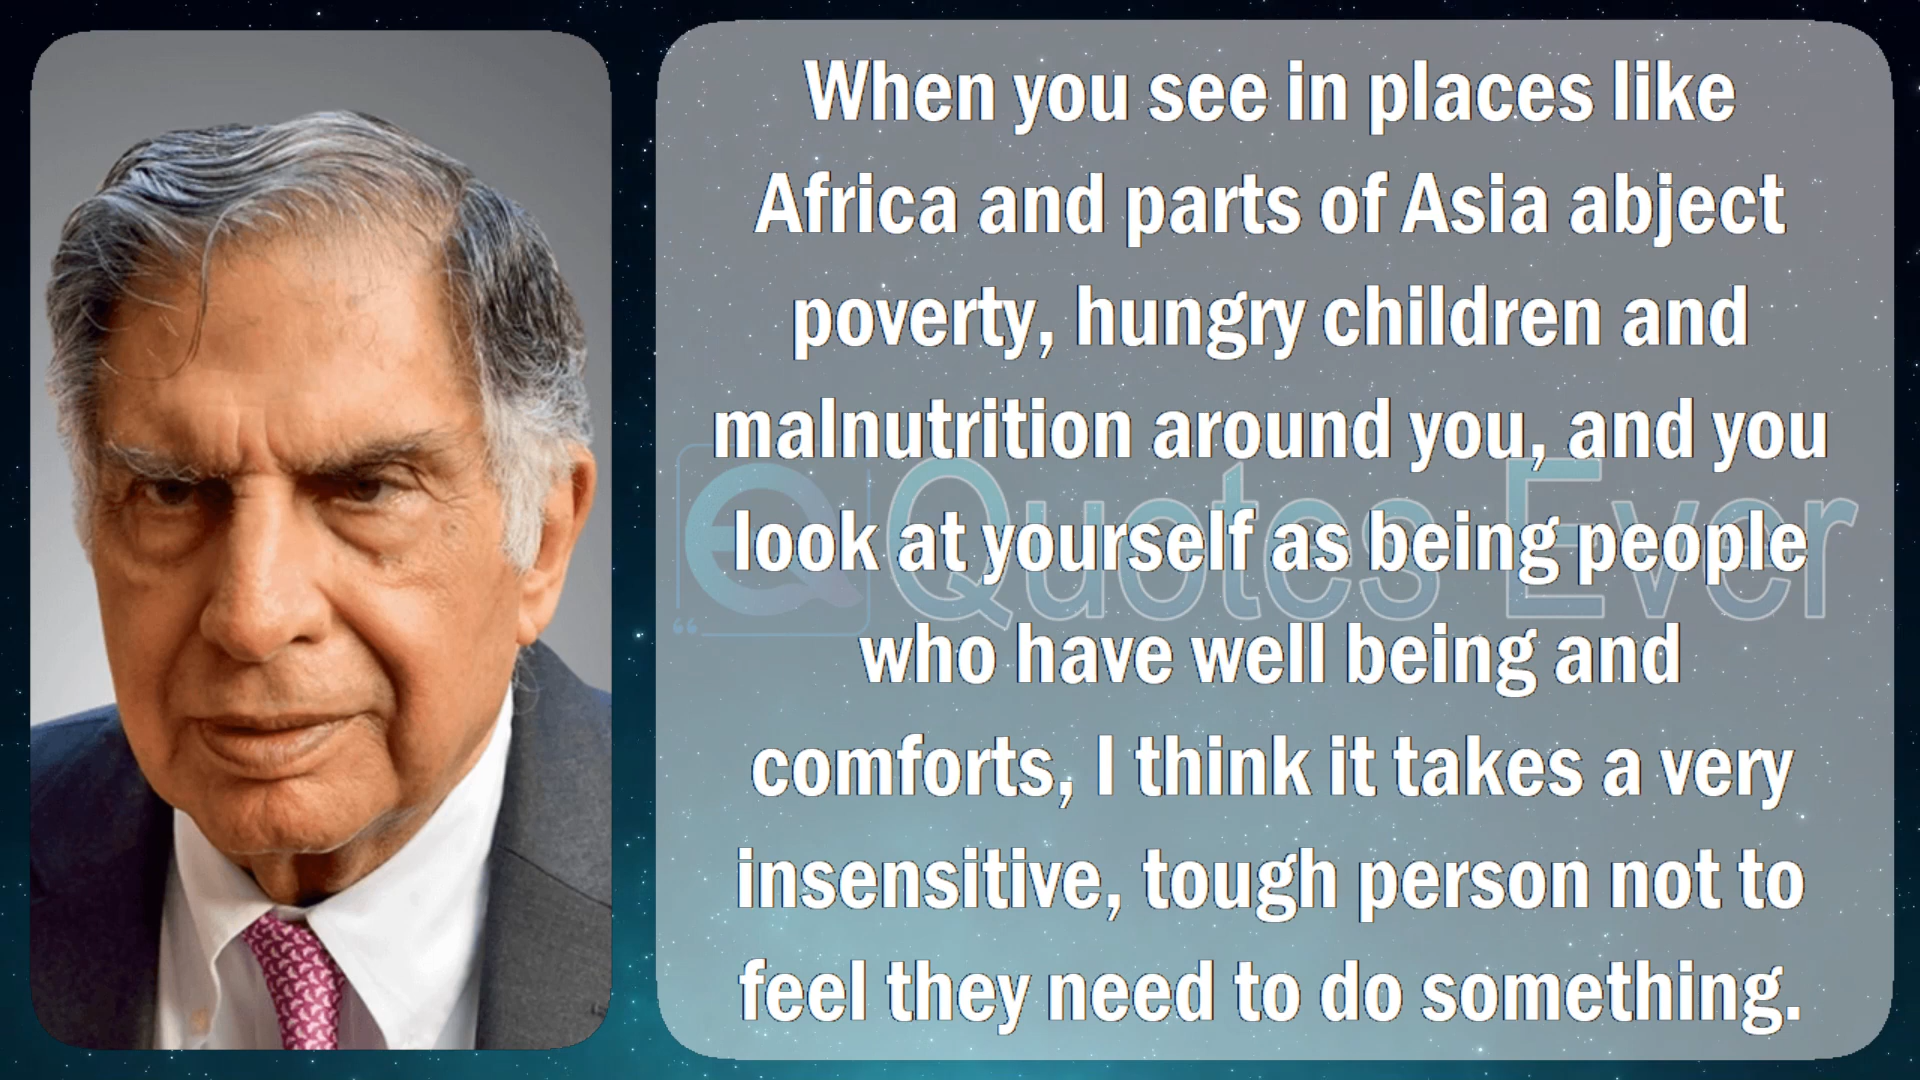 When you see in places like
Africa and parts of Asia abject
poverty, hungry children and
malnutrition around you, and you
look at yourself as being people
who have well being and
comforts, I think it takes a very
insensitive, tough person not to
feel they need to do something.
Quotes Ever